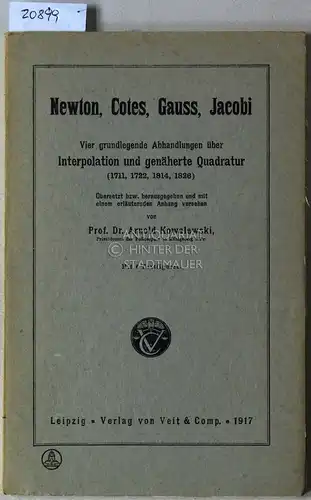 20899
Newton, Cotes, Gauss, Jacobi
Vier grundlegende Abhandlungen über
Interpolation und genäherte Quadratur
(1711, 1722, 1814, 1826)
Übersetzt bzw. herausgegeben und mit
einem erläuternden Anhang versehen
von
Prof. Dr. Arnold Kowalewski,
ANTIQUARIAT
HINTER DER
STADTMAUER
Leipzig • Verlag von Veit & Comp. • 1917